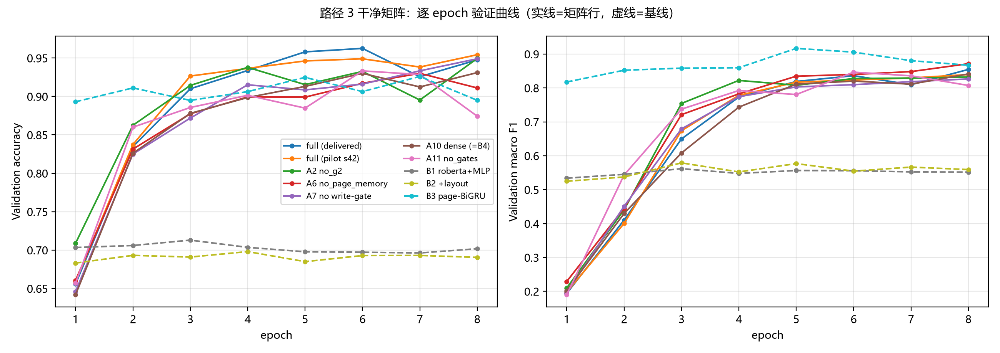 路径 3 干净矩阵：逐 epoch 验证曲线（实线=矩阵行，虚线=基线）
Validation accuracy
0.95
0.90
0.85
0.80
0.75
0.70
0.65
full (delivered)
full (pilot s42)
A2 no_g2
A6 no_page_memory
A7 no write-gate
A10 dense (=B4)
A11 no_gates
B1 roberta+MLP
B2 +layout
B3 page-BiGRU
1 2 3 4 5 6 7 8
epoch
Validation macro F1
0.9
0.8
0.7
0.6
0.5
0.4
0.3
0.2
1 2 3 4 5 6 7 8
epoch